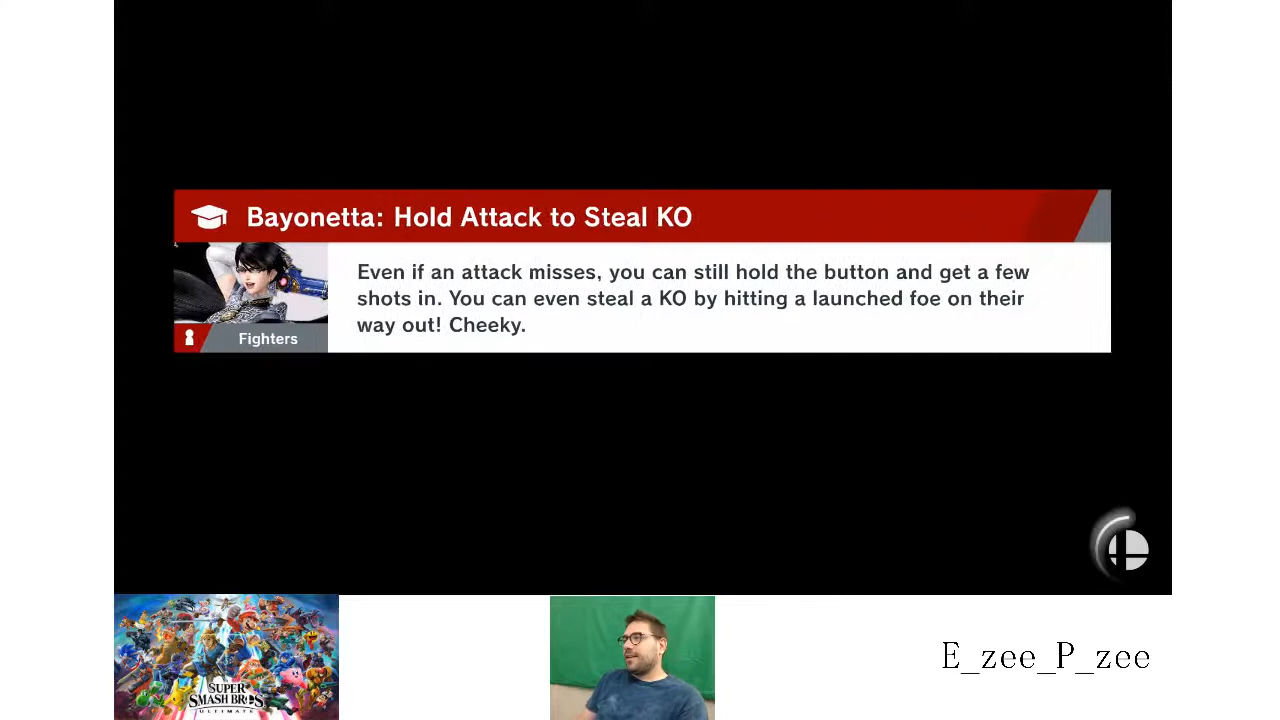 Bayonetta: Hold Attack to Steal KO
Even if an attack misses, you can still hold the button and get a few
shots in. You can even steal a KO by hitting a launched foe on their
way out! Cheeky.
Fighters
SUPER
SMASH BROS.
ULTIMATE
E_zee_P_zee